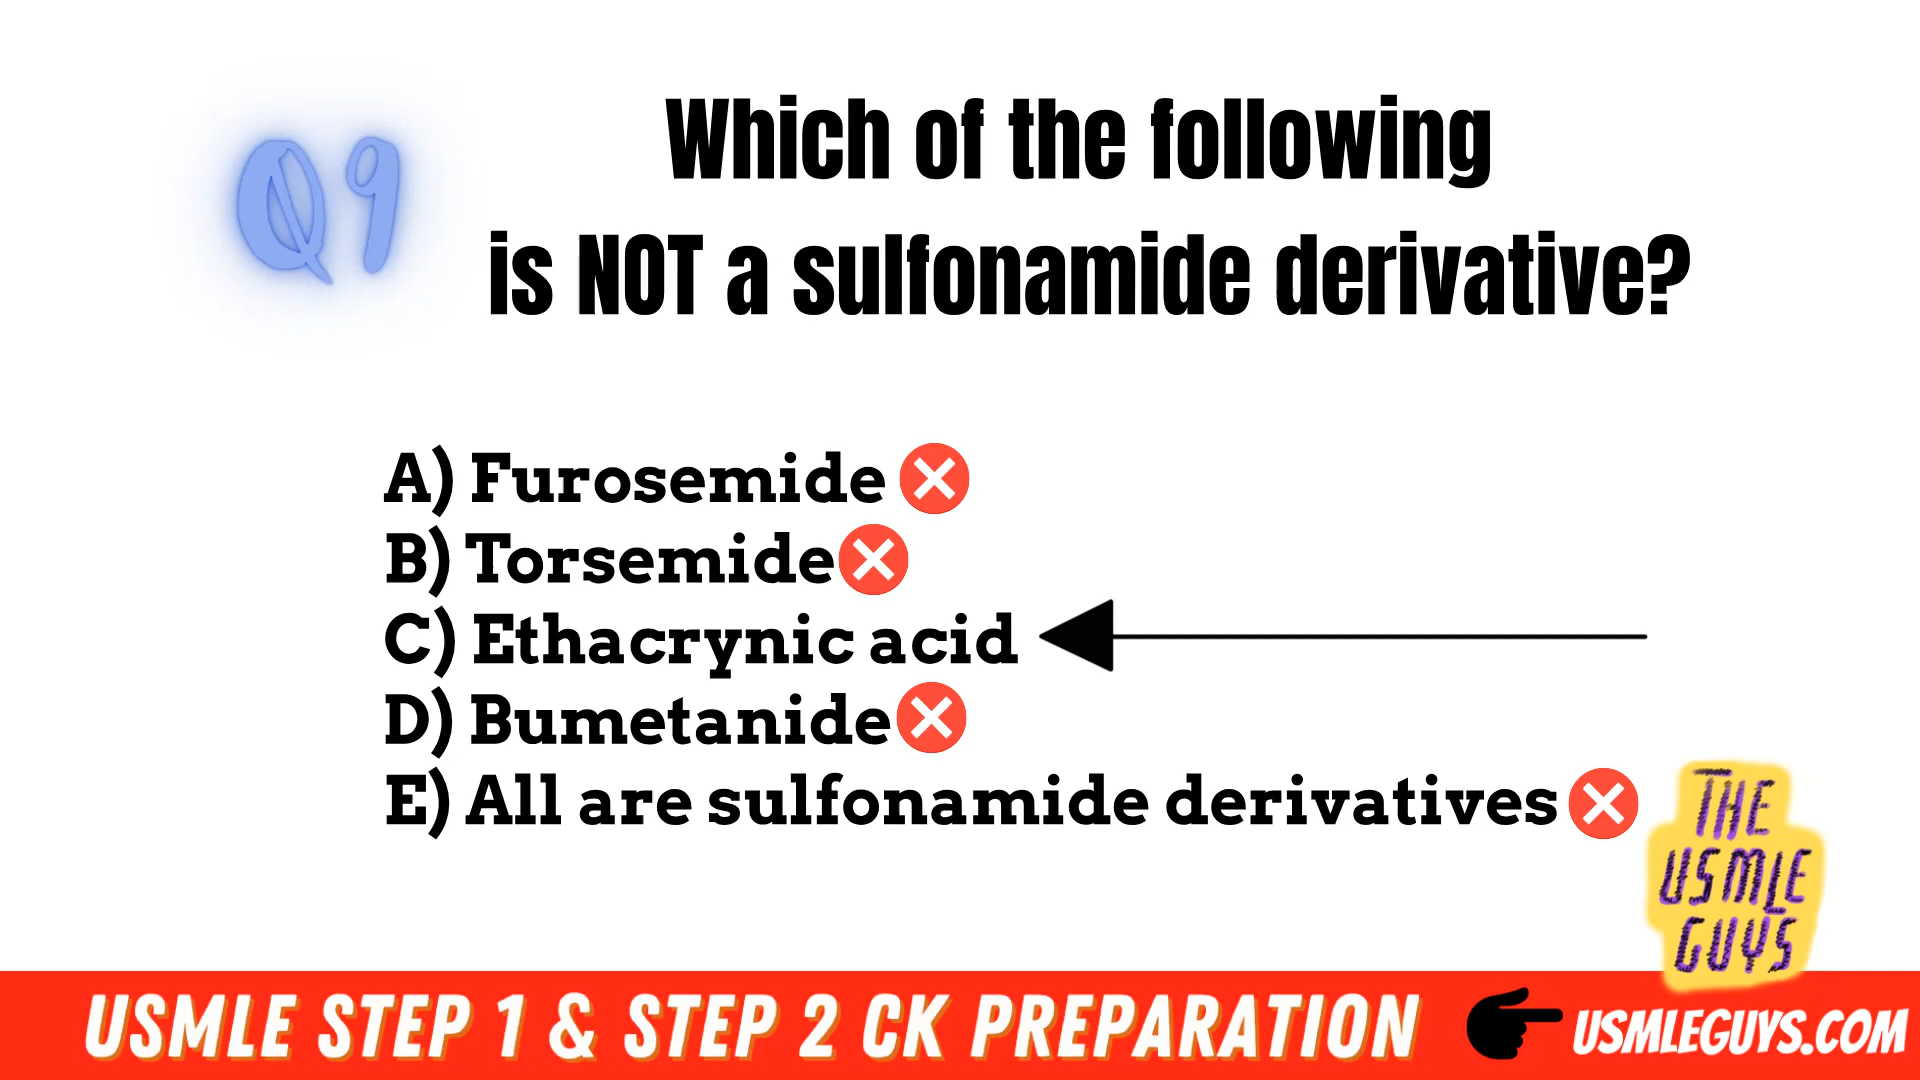 Q9
Which of the following
is NOT a sulfonamide derivative?
A) Furosemide
B) Torsemide
C) Ethacrynic acid
D) Bumetanide
E) All are sulfonamide derivatives
THE
USMLE
GUYS
USMLE STEP 1 & STEP 2 CK PREPARATION
USMLEGUYS.COM